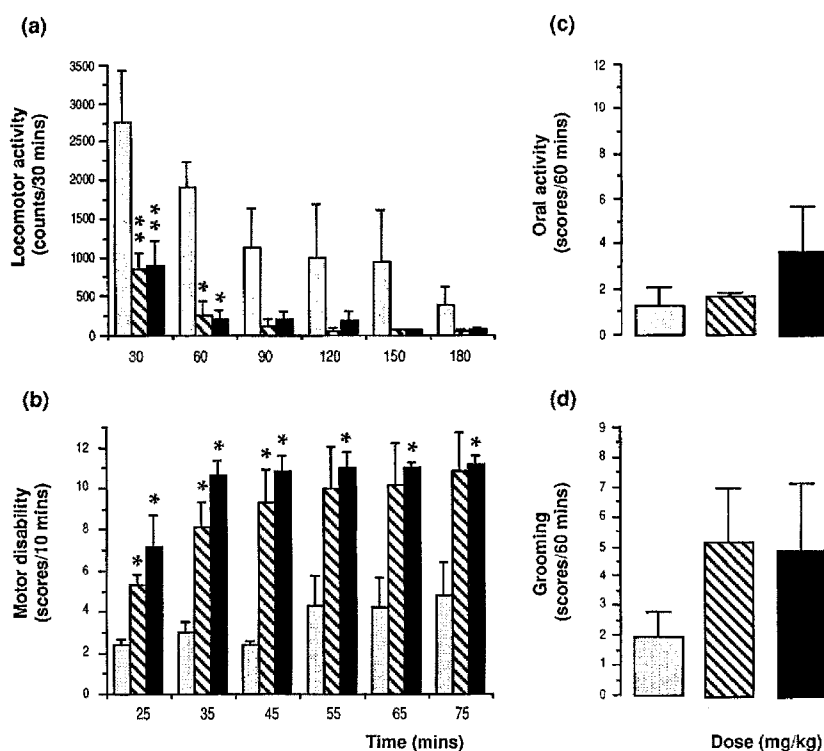 (a)
Locomotor activity
(counts/30 mins)
3500
3000
2500
2000
1500
1000
500
0
** **
* *
30 60 90 120 150 180
(b)
Motor disability
(scores/10 mins)
12
10
8
6
4
2
0
* * * * * * * * *
25 35 45 55 65 75
Time (mins)
(c)
Oral activity
(scores/60 mins)
12
10
8
6
4
2
0
(d)
Grooming
(scores/60 mins)
9
8
7
6
5
4
3
2
1
0
Dose (mg/kg)